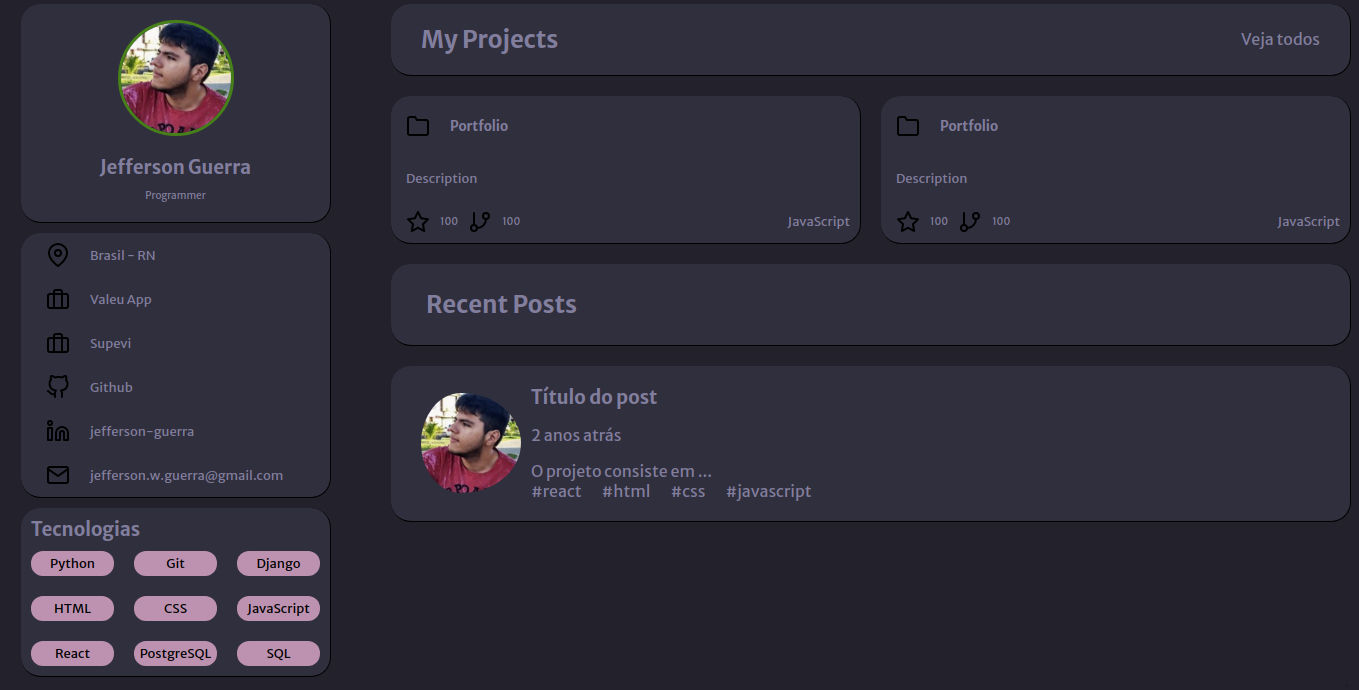 Jefferson Guerra
Programmer
Brasil - RN
Valeu App
Supevi
Github
jefferson-guerra
jefferson.w.guerra@gmail.com
Tecnologias
Python Git Django
HTML CSS JavaScript
React PostgreSQL SQL
My Projects Veja todos
Portfolio
Description
100 100 JavaScript
Portfolio
Description
100 100 JavaScript
Recent Posts
Título do post
2 anos atrás
O projeto consiste em ...
#react #html #css #javascript